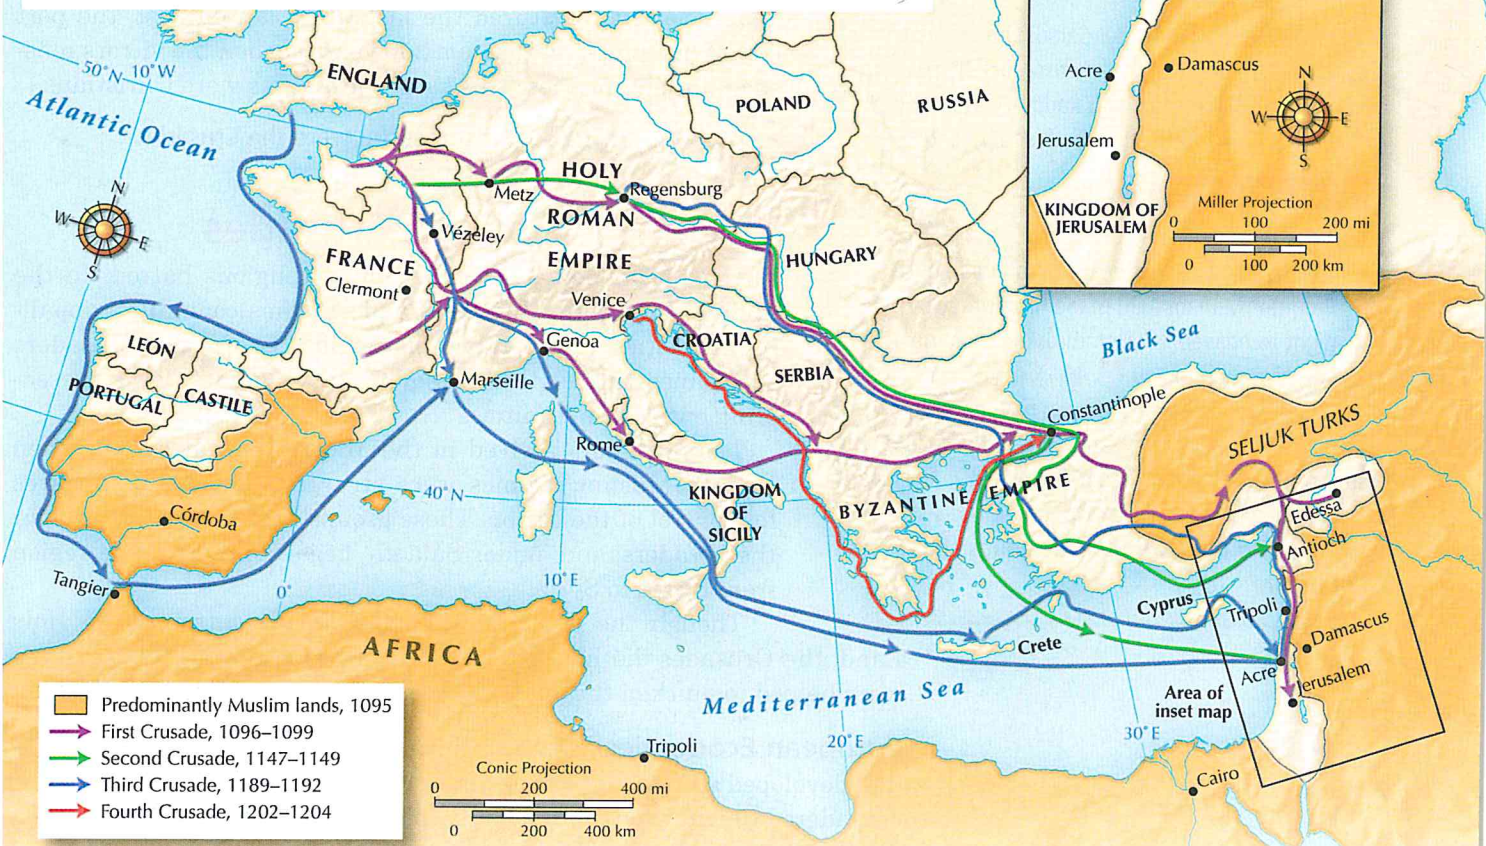 50°N 10°W
Atlantic Ocean
N
W
E
S
ENGLAND
POLAND
RUSSIA
HOLY
ROMAN
EMPIRE
Metz
Regensburg
Vézeley
FRANCE
Clermont
HUNGARY
Venice
CROATIA
Genoa
SERBIA
LEÓN
PORTUGAL
CASTILE
Marseille
Rome
Black Sea
Constantinople
SELJUK TURKS
40°N
KINGDOM
OF
SICILY
BYZANTINE EMPIRE
Edessa
Antioch
Córdoba
Tangier
0°
10°E
Cyprus
Tripoli
Damascus
Crete
Acre
Jerusalem
AFRICA
Mediterranean Sea
Area of
inset map
20°E
30°E
Tripoli
Cairo
Predominantly Muslim lands, 1095
First Crusade, 1096–1099
Second Crusade, 1147–1149
Third Crusade, 1189–1192
Fourth Crusade, 1202–1204
Conic Projection
0 200 400 mi
0 200 400 km
Acre
Damascus
Jerusalem
KINGDOM OF
JERUSALEM
N
W
E
S
Miller Projection
0 100 200 mi
0 100 200 km